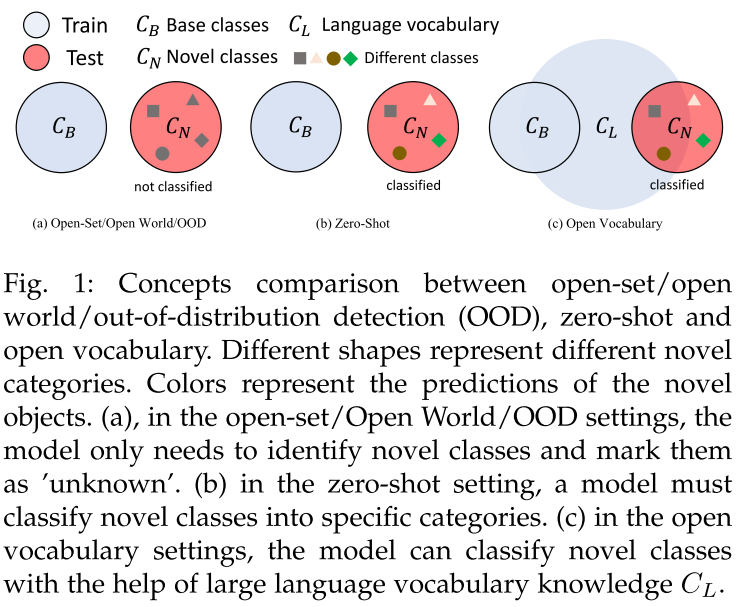 Train C_B Base classes C_L Language vocabulary
Test C_N Novel classes Different classes
C_B C_N C_B C_N C_B C_L C_N
not classified classified classified
(a) Open-Set/Open World/OOD (b) Zero-Shot (c) Open Vocabulary
Fig. 1: Concepts comparison between open-set/open
world/out-of-distribution detection (OOD), zero-shot and
open vocabulary. Different shapes represent different novel
categories. Colors represent the predictions of the novel
objects. (a), in the open-set/Open World/OOD settings, the
model only needs to identify novel classes and mark them
as ’unknown’. (b) in the zero-shot setting, a model must
classify novel classes into specific categories. (c) in the open
vocabulary settings, the model can classify novel classes
with the help of large language vocabulary knowledge C_L.